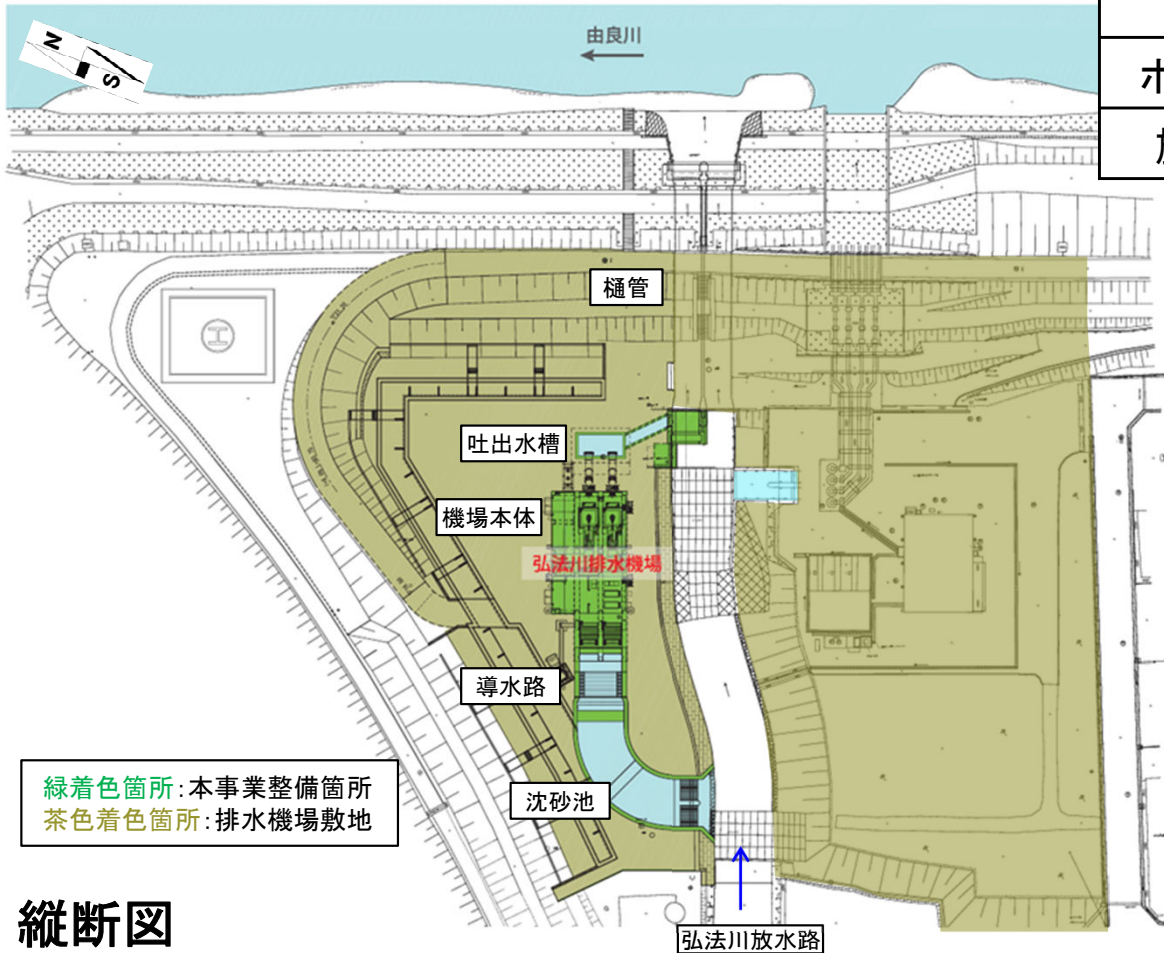 由良川
N
S
ポ
樋管
H
吐出水槽
機場本体
弘法川排水機場
導水路
沈砂池
緑着色箇所:本事業整備箇所
茶色着色箇所:排水機場敷地
縦断図
弘法川放水路